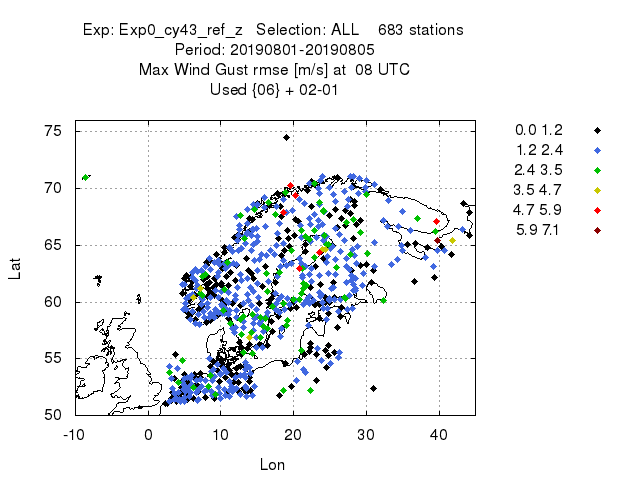 Exp: Exp0_cy43_ref_z   Selection: ALL    683 stations
Period: 20190801-20190805
Max Wind Gust rmse [m/s] at  08 UTC
Used {06} + 02-01
0.0 1.2
1.2 2.4
2.4 3.5
3.5 4.7
4.7 5.9
5.9 7.1
75
70
65
60
55
50
Lat
-10 0 10 20 30 40
Lon